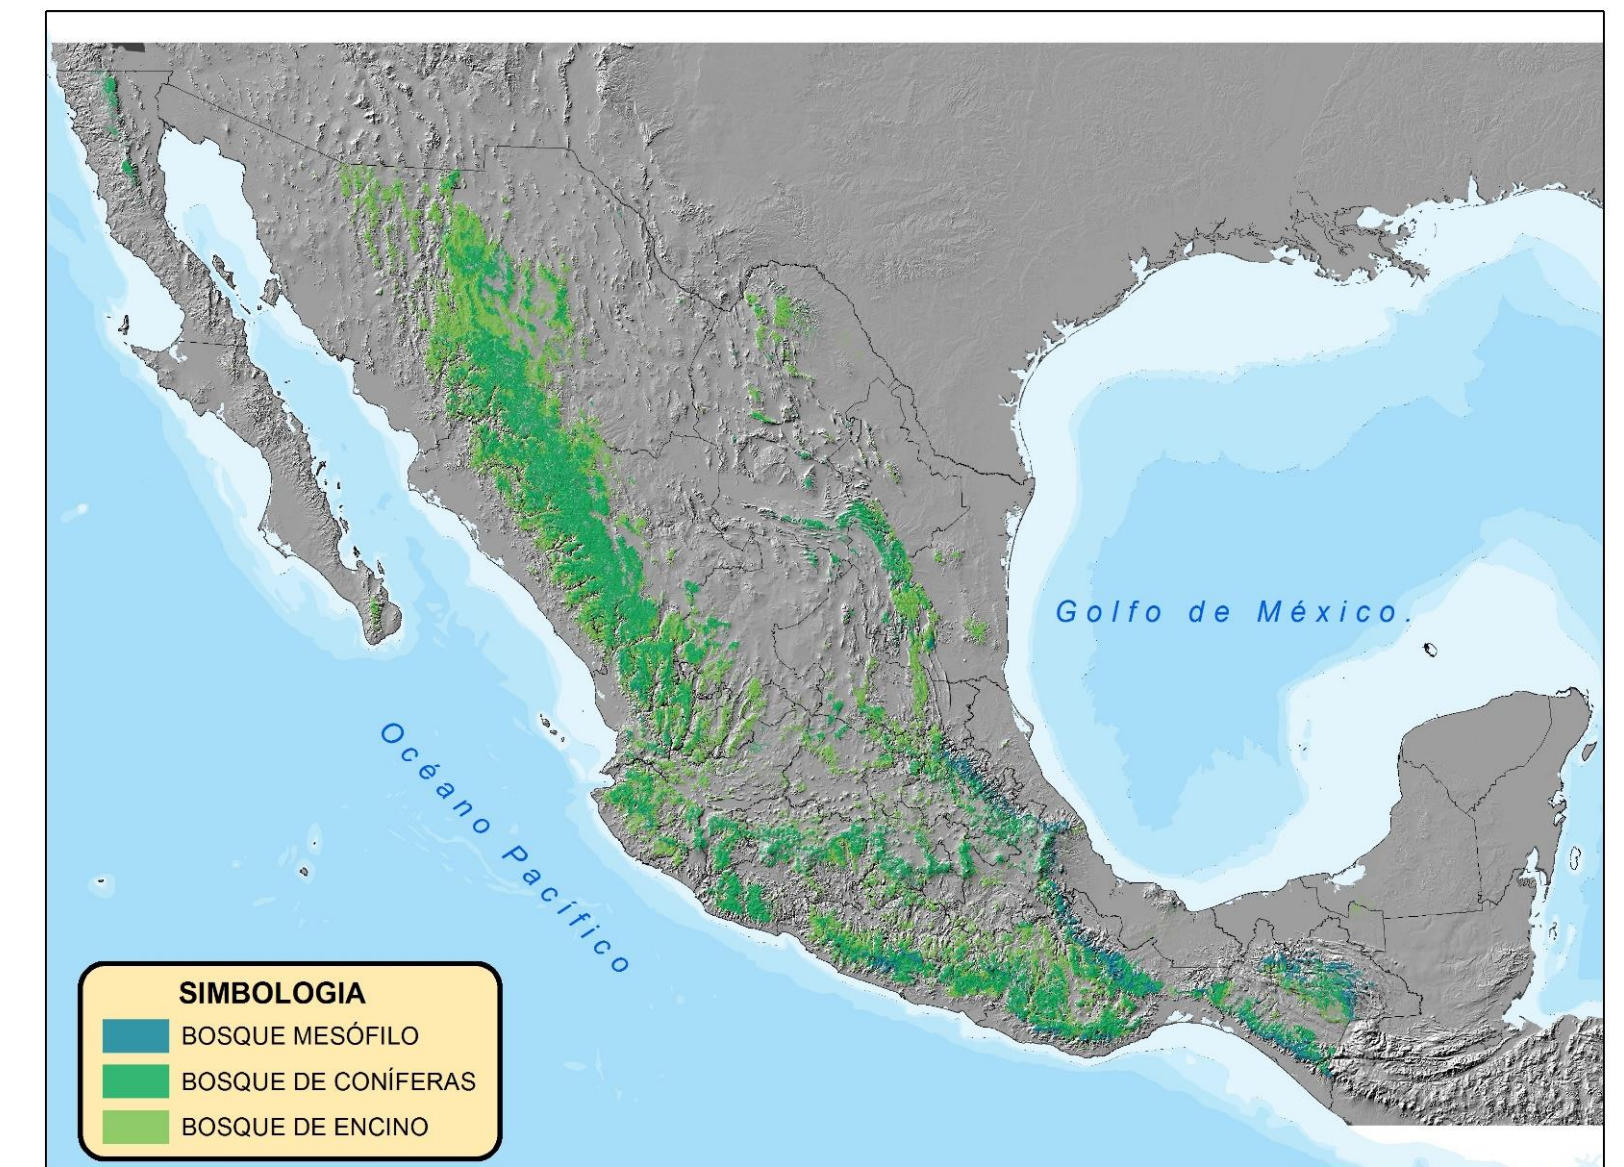 Golfo de México.
Océano Pacífico
SIMBOLOGIA
BOSQUE MESÓFILO
BOSQUE DE CONÍFERAS
BOSQUE DE ENCINO